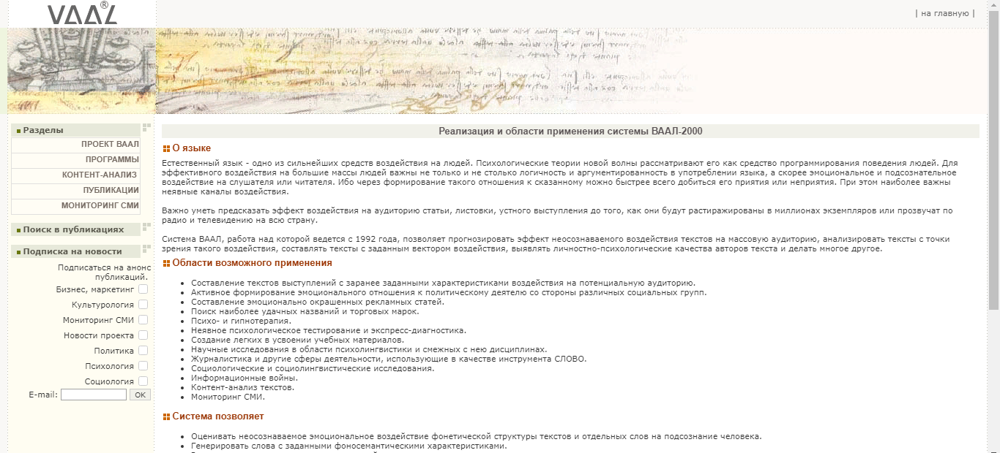 VAAL®
| на главную |
Разделы
ПРОЕКТ ВААЛ
ПРОГРАММЫ
КОНТЕНТ-АНАЛИЗ
ПУБЛИКАЦИИ
МОНИТОРИНГ СМИ
Поиск в публикациях
Подписка на новости
Подписаться на анонс
публикаций.
Бизнес, маркетинг
Культурология
Мониторинг СМИ
Новости проекта
Политика
Психология
Социология
E-mail:
OK
Реализация и области применения системы ВААЛ-2000
О языке
Естественный язык - одно из сильнейших средств воздействия на людей. Психологические теории новой волны рассматривают его как средство программирования поведения людей. Для
эффективного воздействия на большие массы людей важны не только и не столько логичность и аргументированность в употреблении языка, а скорее эмоциональное и подсознательное
воздействие на слушателя или читателя. Ибо через формирование такого отношения к сказанному можно быстрее всего добиться его приятия или неприятия. При этом наиболее важны
неявные каналы воздействия.
Важно уметь предсказать эффект воздействия на аудиторию статьи, листовки, устного выступления до того, как они будут растиражированы в миллионах экземпляров или прозвучат по
радио и телевидению на всю страну.
Система ВААЛ, работа над которой ведется с 1992 года, позволяет прогнозировать эффект неосознаваемого воздействия текстов на массовую аудиторию, анализировать тексты с точки
зрения такого воздействия, составлять тексты с заданным вектором воздействия, выявлять личностно-психологические качества авторов текста и делать многое другое.
Области возможного применения
• Составление текстов выступлений с заранее заданными характеристиками воздействия на потенциальную аудиторию.
• Активное формирование эмоционального отношения к политическому деятелю со стороны различных социальных групп.
• Составление эмоционально окрашенных рекламных статей.
• Поиск наиболее удачных названий и торговых марок.
• Психо- и гипнотерапия.
• Неявное психологическое тестирование и экспресс-диагностика.
• Создание легких в усвоении учебных материалов.
• Научные исследования в области психолингвистики и смежных с нею дисциплинах.
• Журналистика и другие сферы деятельности, использующие в качестве инструмента СЛОВО.
• Социологические и социолингвистические исследования.
• Информационные войны.
• Контент-анализ текстов.
• Мониторинг СМИ.
Система позволяет
• Оценивать неосознаваемое эмоциональное воздействие фонетической структуры текстов и отдельных слов на подсознание человека.
• Генерировать слова с заданными фоносемантическими характеристиками.